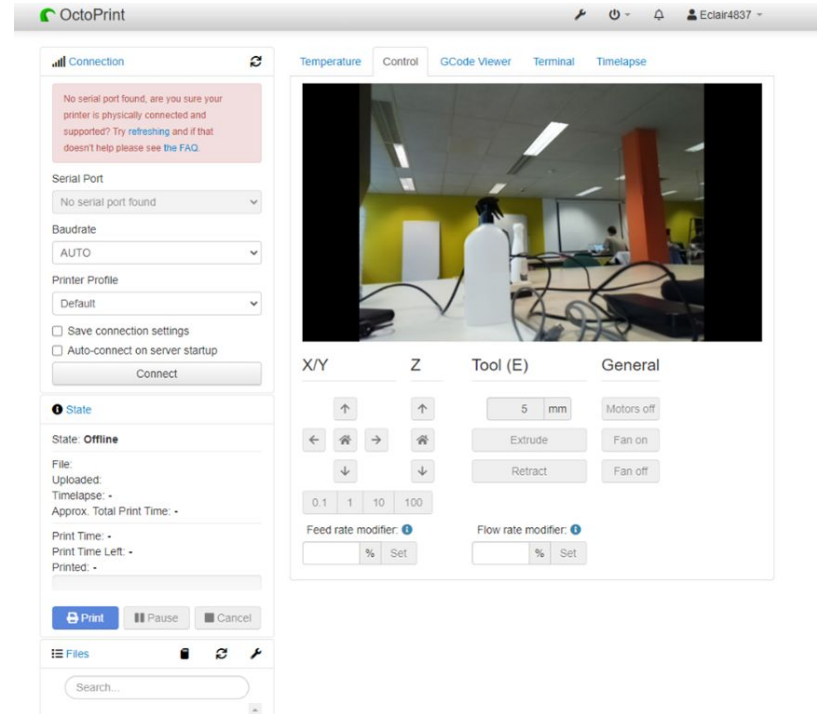 OctoPrint
Eclair4837
Connection
No serial port found, are you sure your
printer is physically connected and
supported? Try refreshing and if that
doesn't help please see the FAQ.
Serial Port
No serial port found
Baudrate
AUTO
Printer Profile
Default
Save connection settings
Auto-connect on server startup
Connect
State
State: Offline
File:
Uploaded:
Timelapse: -
Approx. Total Print Time: -
Print Time: -
Print Time Left: -
Printed: -
Print Pause Cancel
Files
Search...
Temperature Control GCode Viewer Terminal Timelapse
X/Y Z Tool (E) General
5 mm Motors off
Extrude Fan on
Retract Fan off
0.1 1 10 100
Feed rate modifier: Flow rate modifier:
% Set % Set